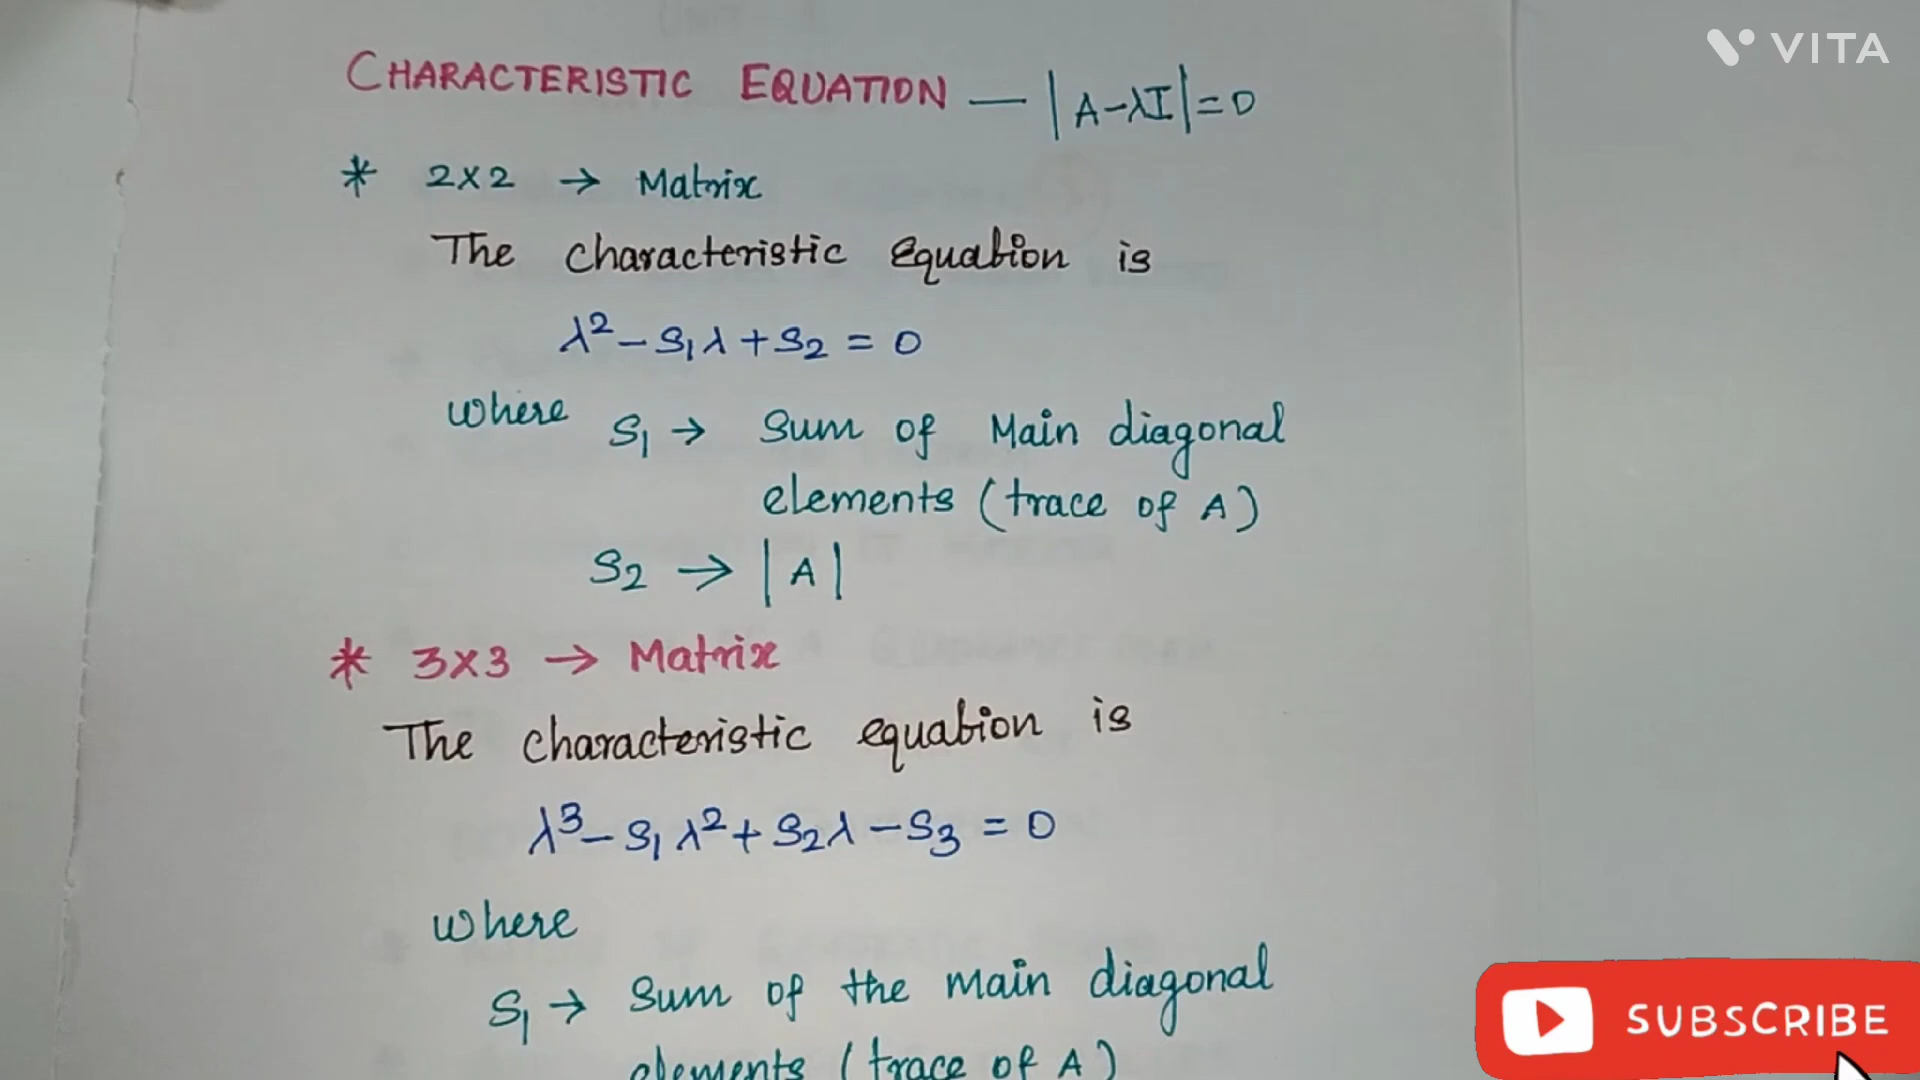 VITA
CHARACTERISTIC EQUATION — |A-λI|=0
* 2x2 → Matrix
The characteristic equation is
λ² - S₁λ + S₂ = 0
where S₁ → Sum of Main diagonal
elements (trace of A)
S₂ → |A|
* 3x3 → Matrix
The characteristic equation is
λ³ - S₁λ² + S₂λ - S₃ = 0
where
S₁ → Sum of the main diagonal
elements (trace of A)
SUBSCRIBE